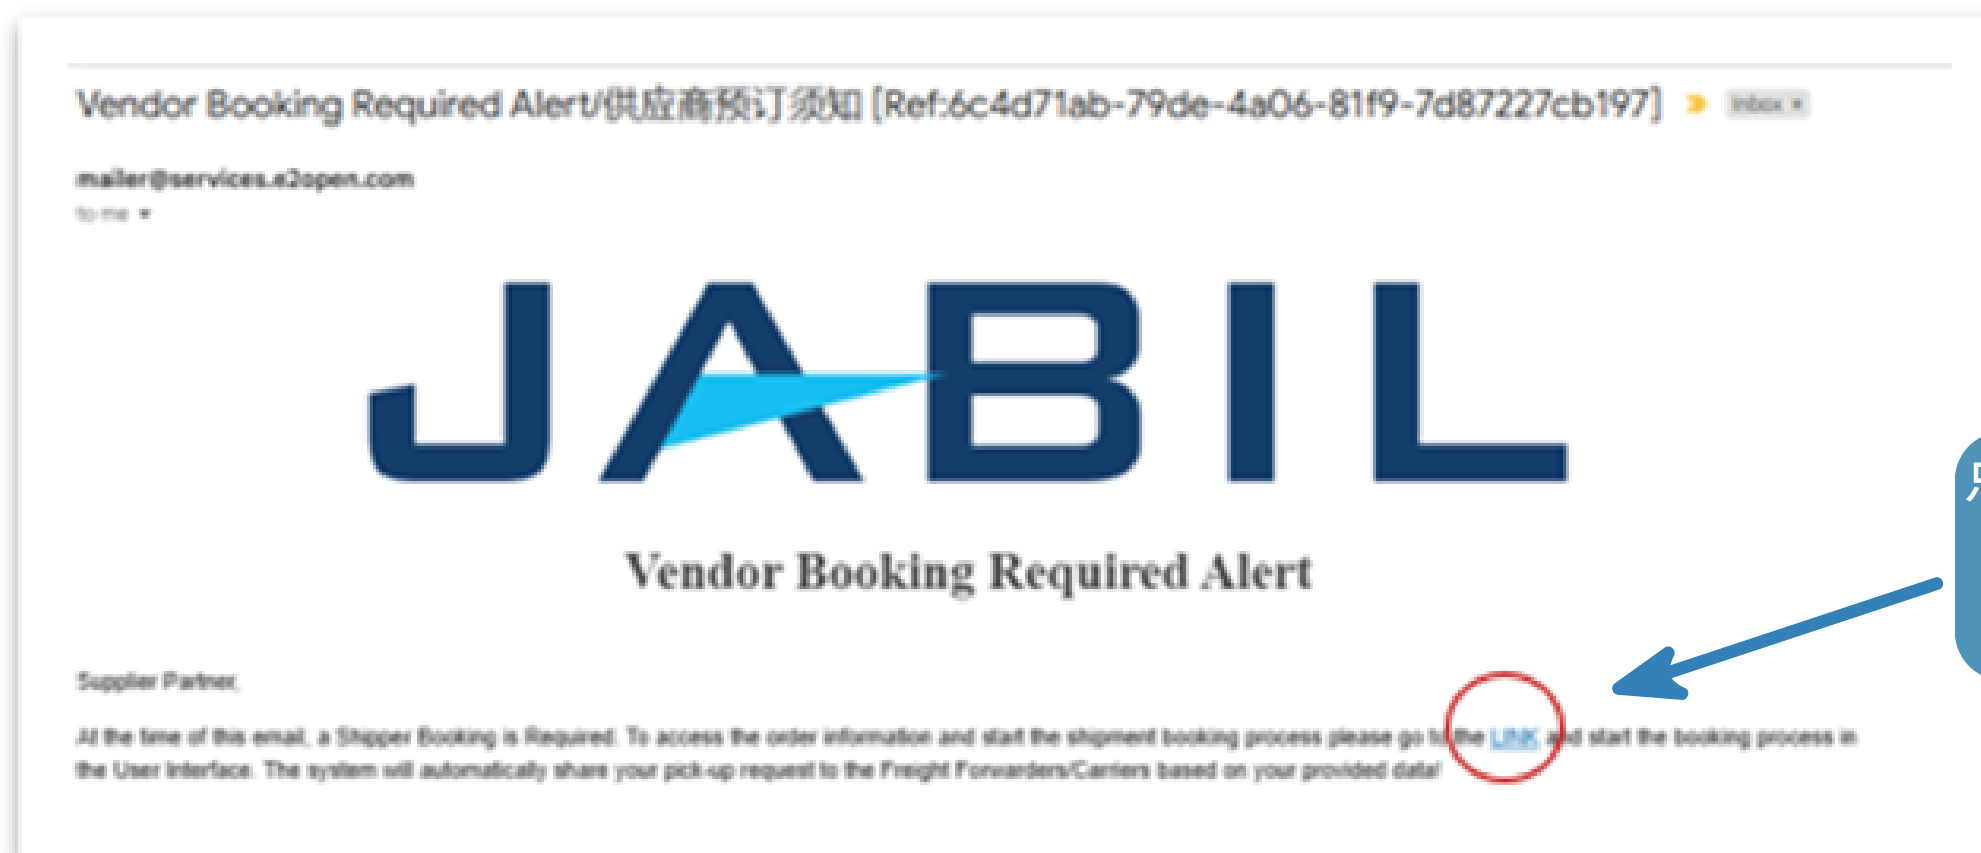 Vendor Booking Required Alert/供应商预订须知 [Ref:6c4d71ab-79de-4a06-81f9-7d87227cb197] Inbox ×
mailer@services.e2open.com
to me
JABIL
Vendor Booking Required Alert
Supplier Partner,
At the time of this email, a Shipper Booking is Required. To access the order information and start the shipment booking process please go to the LINK and start the booking process in
the User Interface. The system will automatically share your pick-up request to the Freight Forwarders/Carriers based on your provided data!